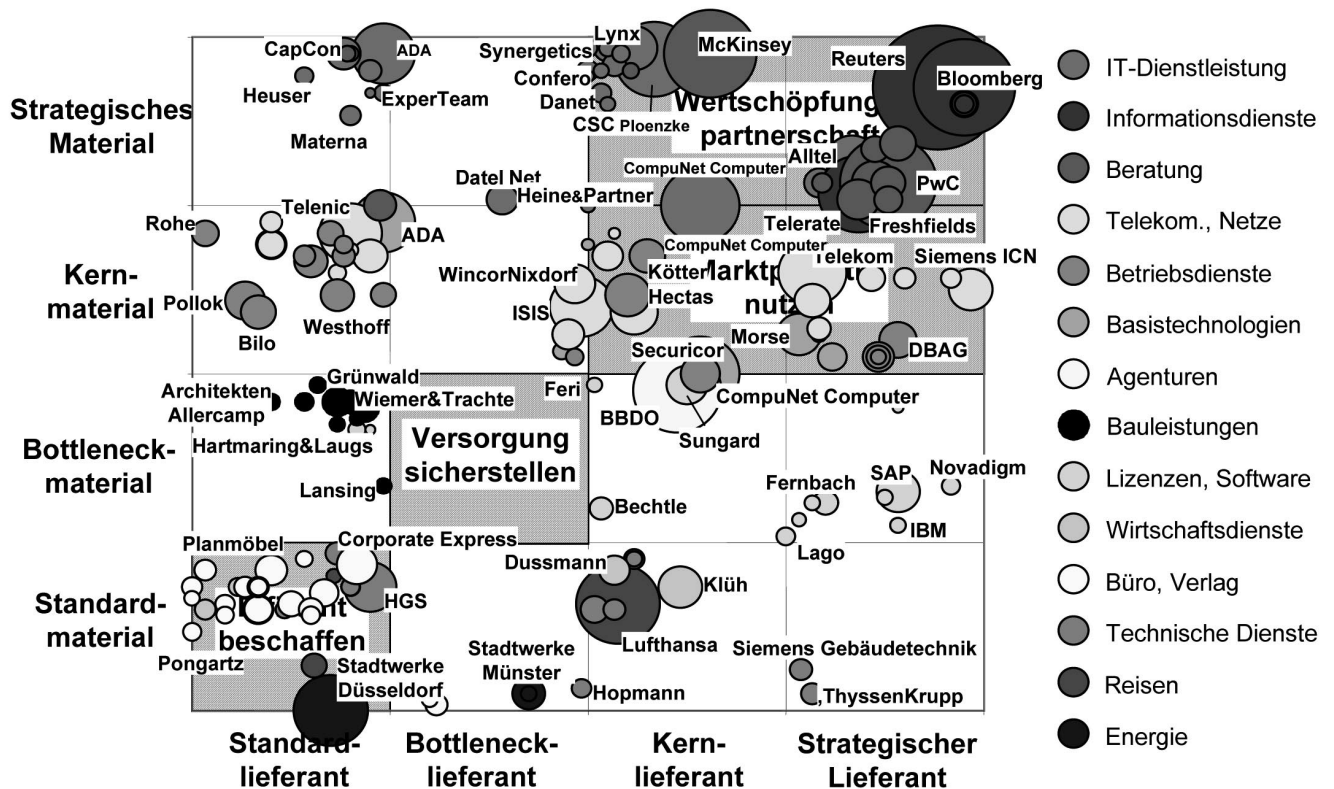 CapCon
ADA
Lynx
Synergetics
McKinsey
Reuters
Bloomberg
Heuser
ExperTeam
Confero
Danet
Strategisches
Material
Materna
CSC Ploenzke
Wertschöpfung
partnerschaft
Alltel
CompuNet Computer
PwC
Datel Net
Heine&Partner
Rohe
Telenic
ADA
Telerate
Freshfields
CompuNet Computer
Telekom
Siemens ICN
Kern-
material
WincorNixdorf
Kötter
Hectas
nutzen
Pollok
Bilo
Westhoff
ISIS
Morse
DBAG
Securicor
Architekten
Allercamp
Grünwald
Wiemer&Trachte
Feri
BBDO
CompuNet Computer
Sungard
Hartmaring&Laugs
Versorgung
sicherstellen
Bottleneck-
material
Lansing
Bechtle
Fernbach
SAP
Novadigm
IBM
Lago
Planmöbel
Corporate Express
Dussmann
Klüh
HGS
Standard-
material
beschaffen
Lufthansa
Pongartz
Stadtwerke
Düsseldorf
Stadtwerke
Münster
Hopmann
Siemens Gebäudetechnik
ThyssenKrupp
Standard-
lieferant
Bottleneck-
lieferant
Kern-
lieferant
Strategischer
Lieferant
IT-Dienstleistung
Informationsdienste
Beratung
Telekom., Netze
Betriebsdienste
Basistechnologien
Agenturen
Bauleistungen
Lizenzen, Software
Wirtschaftsdienste
Büro, Verlag
Technische Dienste
Reisen
Energie